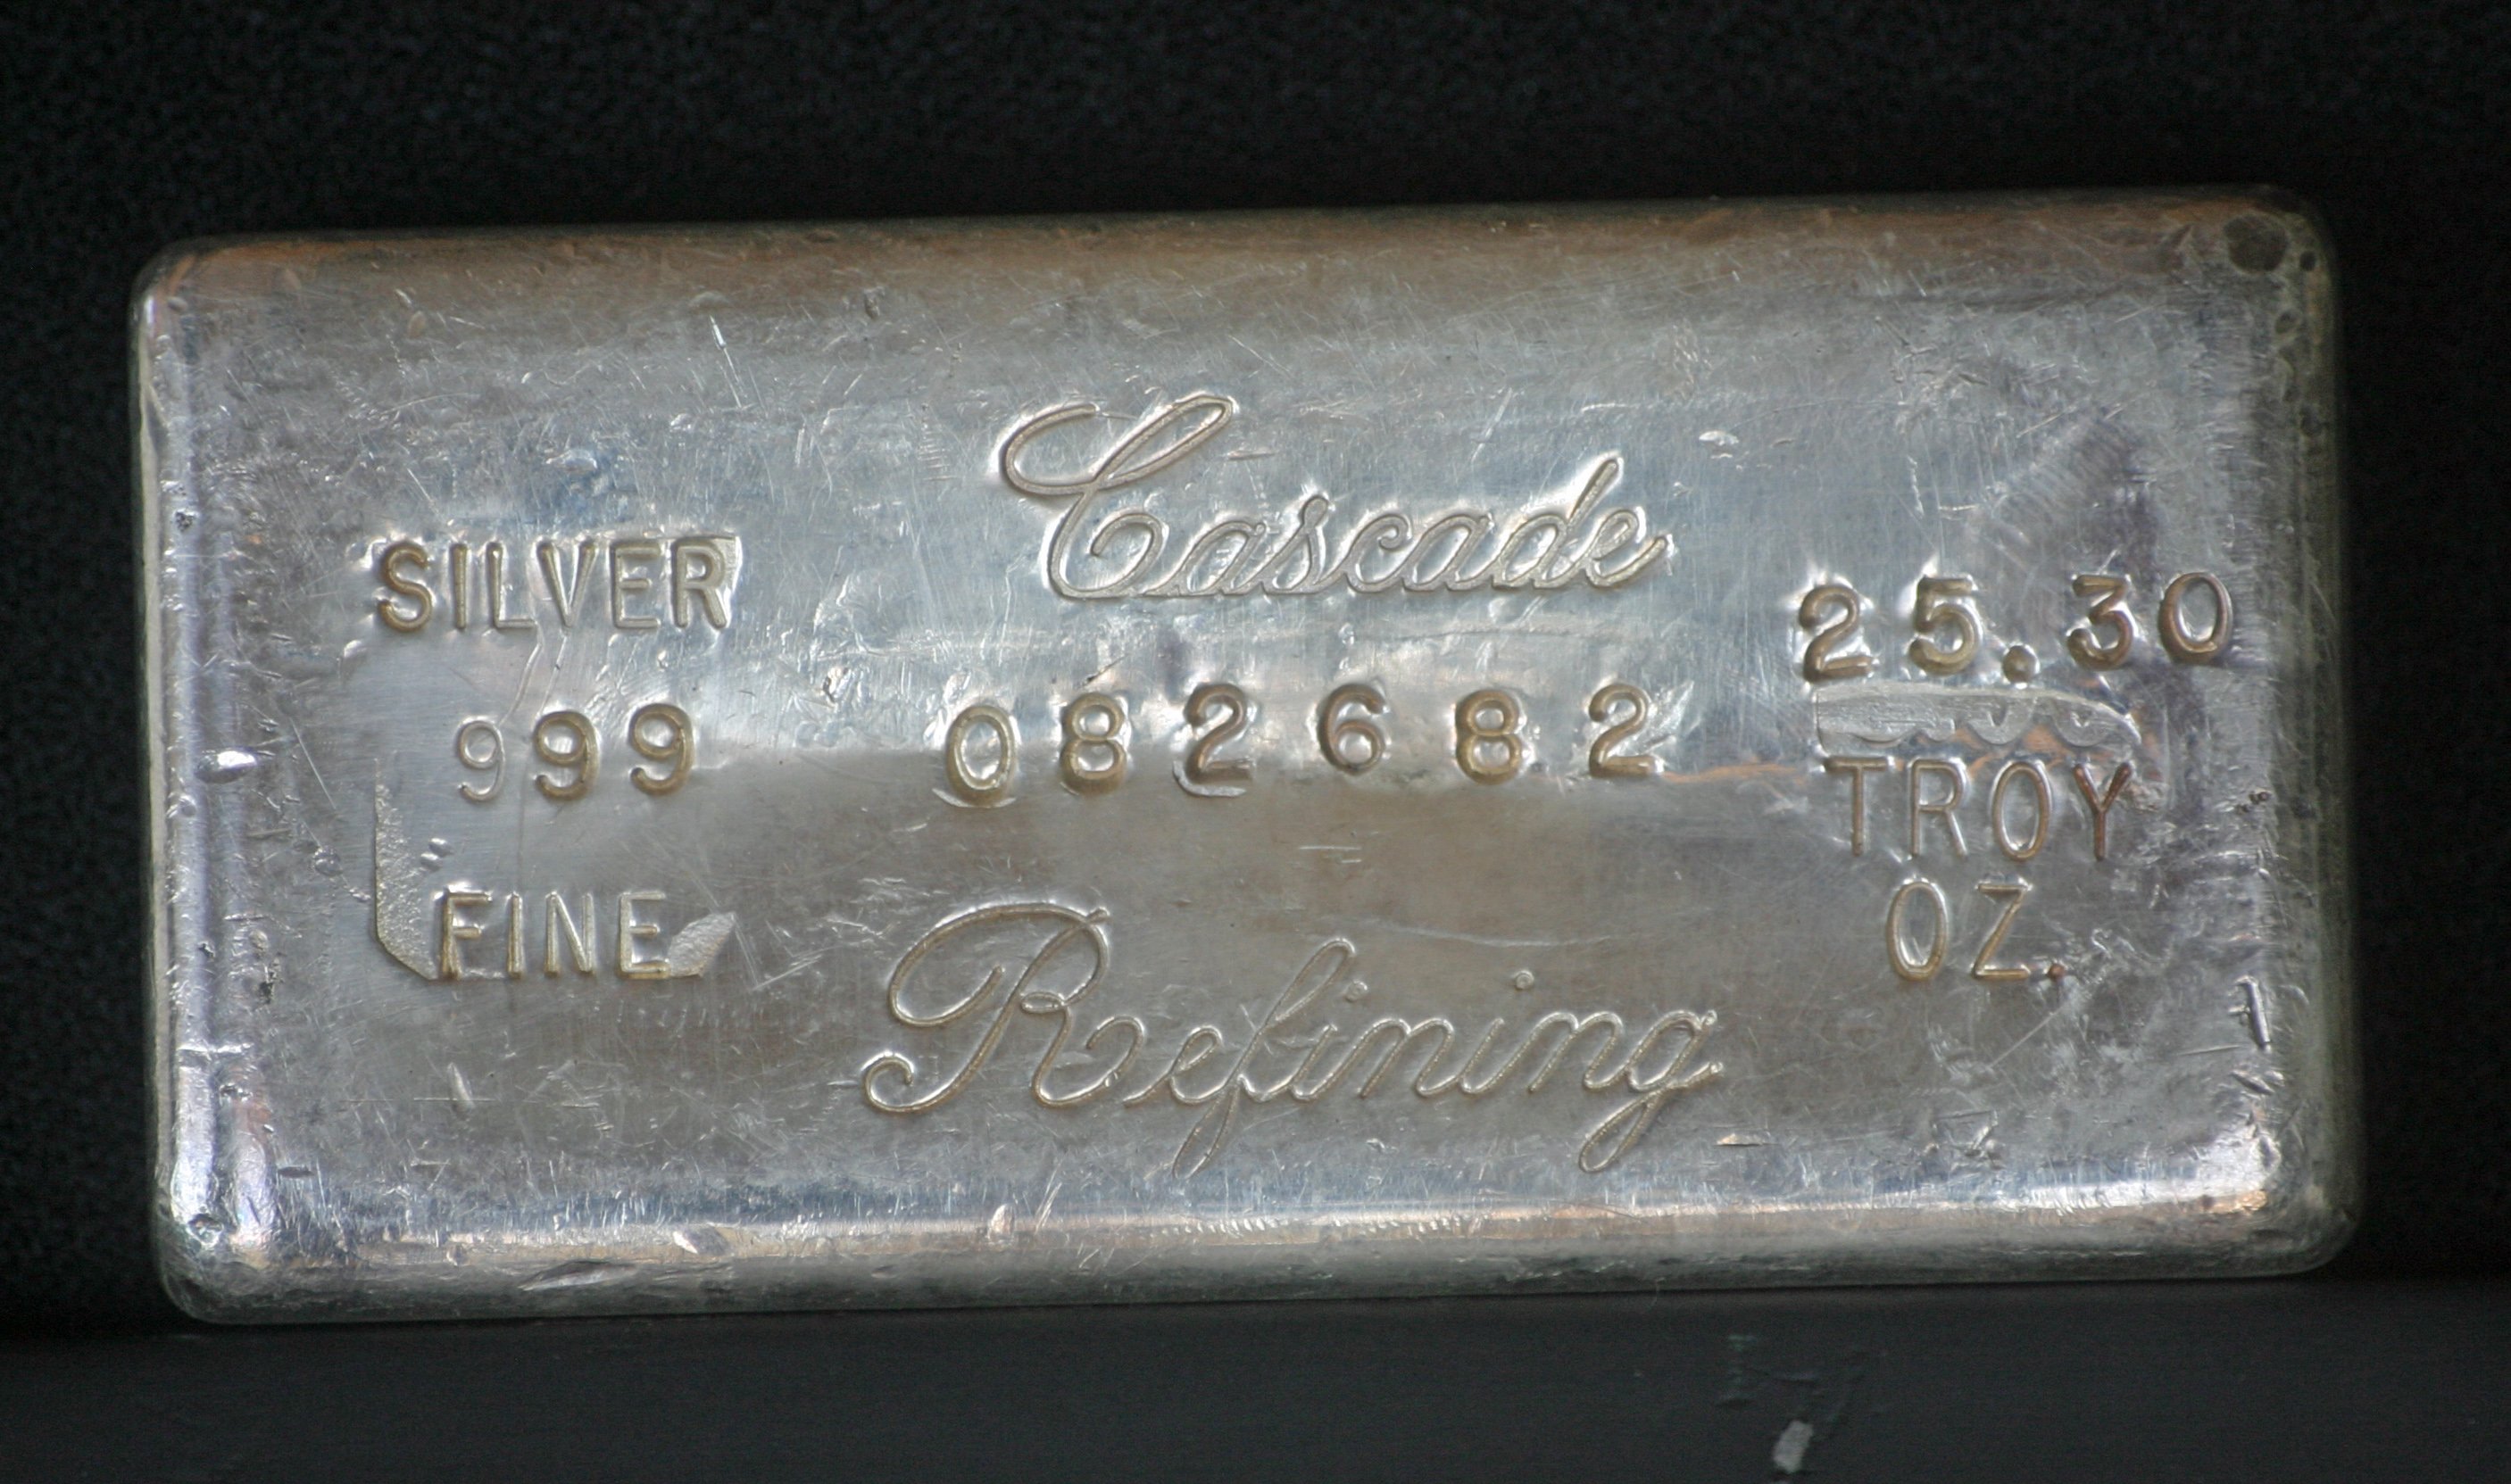 Cascade
SILVER
25.30
999
082682
TROY
FINE
OZ.
Refining